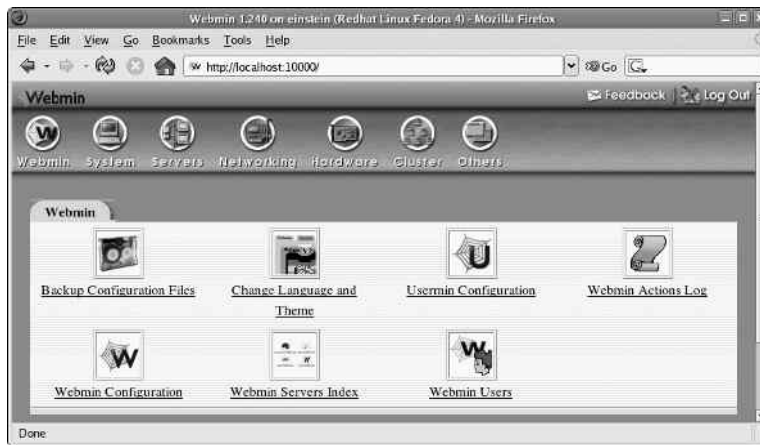 Webmin 1.240 on einstein (Redhat Linux Fedora 4) - Mozilla Firefox
File Edit View Go Bookmarks Tools Help
http://localhost:10000/ Go
Webmin Feedback Log Out
Webmin System Servers Networking Hardware Cluster Others
Webmin
Backup Configuration Files Change Language and Theme Usermin Configuration Webmin Actions Log
Webmin Configuration Webmin Servers Index Webmin Users
Done